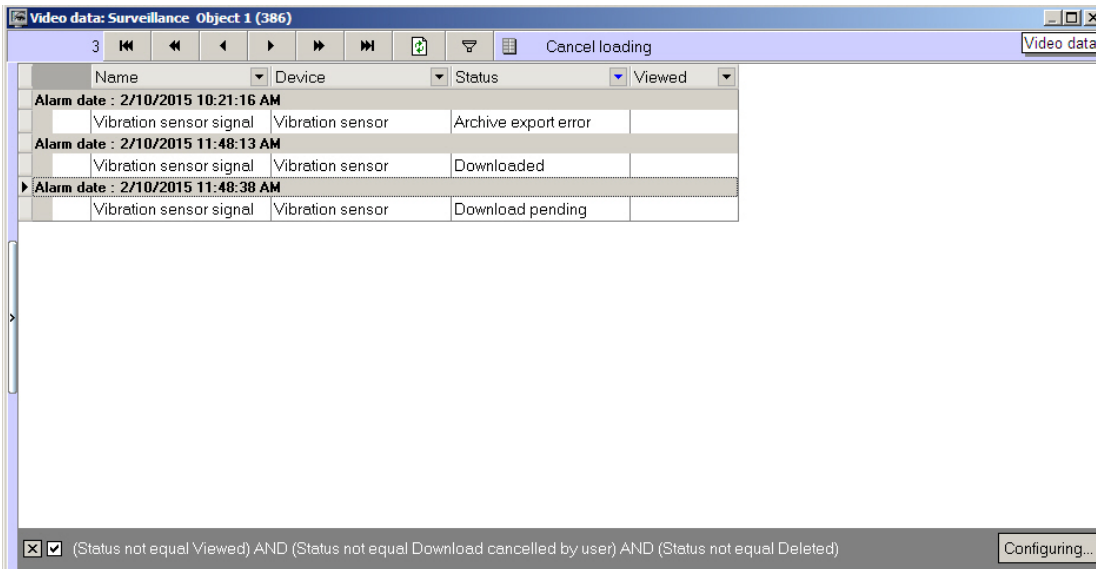 Video data: Surveillance Object 1 (386)
3 Cancel loading
Video data
Name Device Status Viewed
Alarm date : 2/10/2015 10:21:16 AM
Vibration sensor signal Vibration sensor Archive export error
Alarm date : 2/10/2015 11:48:13 AM
Vibration sensor signal Vibration sensor Downloaded
Alarm date : 2/10/2015 11:48:38 AM
Vibration sensor signal Vibration sensor Download pending
(Status not equal Viewed) AND (Status not equal Download cancelled by user) AND (Status not equal Deleted) Configuring...